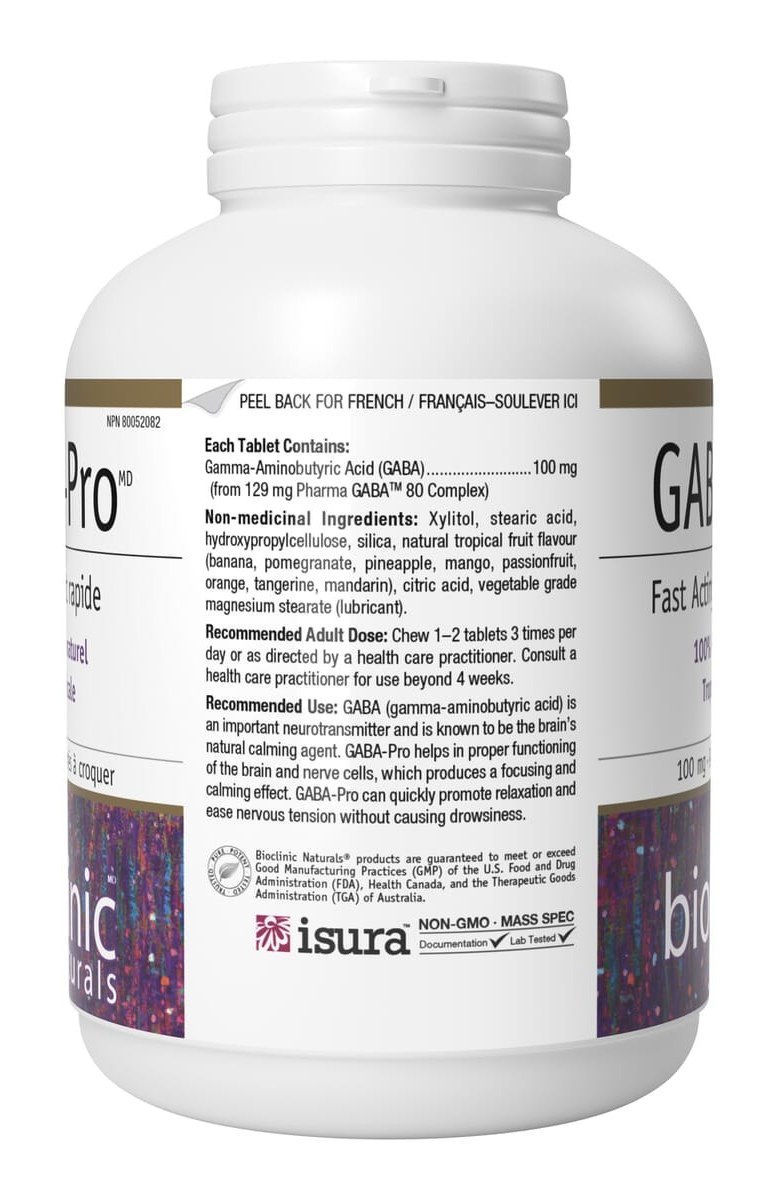 PEEL BACK FOR FRENCH / FRANÇAIS–SOULEVER ICI
NPN 80052082
-Pro MD
rapide
100 mg
GAB
Fast Actin
100%
Each Tablet Contains:
Gamma-Aminobutyric Acid (GABA)........................100 mg
(from 129 mg Pharma GABA™ 80 Complex)
Non-medicinal Ingredients: Xylitol, stearic acid,
hydroxypropylcellulose, silica, natural tropical fruit flavour
(banana, pomegranate, pineapple, mango, passionfruit,
orange, tangerine, mandarin), citric acid, vegetable grade
magnesium stearate (lubricant).
Recommended Adult Dose: Chew 1–2 tablets 3 times per
day or as directed by a health care practitioner. Consult a
health care practitioner for use beyond 4 weeks.
Recommended Use: GABA (gamma-aminobutyric acid) is
an important neurotransmitter and is known to be the brain's
natural calming agent. GABA-Pro helps in proper functioning
of the brain and nerve cells, which produces a focusing and
calming effect. GABA-Pro can quickly promote relaxation and
ease nervous tension without causing drowsiness.
à croquer
PURE POTENT TRUSTED TESTED
Bioclinic Naturals® products are guaranteed to meet or exceed
Good Manufacturing Practices (GMP) of the U.S. Food and Drug
Administration (FDA), Health Canada, and the Therapeutic Goods
Administration (TGA) of Australia.
isura™
NON-GMO · MASS SPEC
Documentation ✓ Lab Tested ✓
nic MD
urals
bio